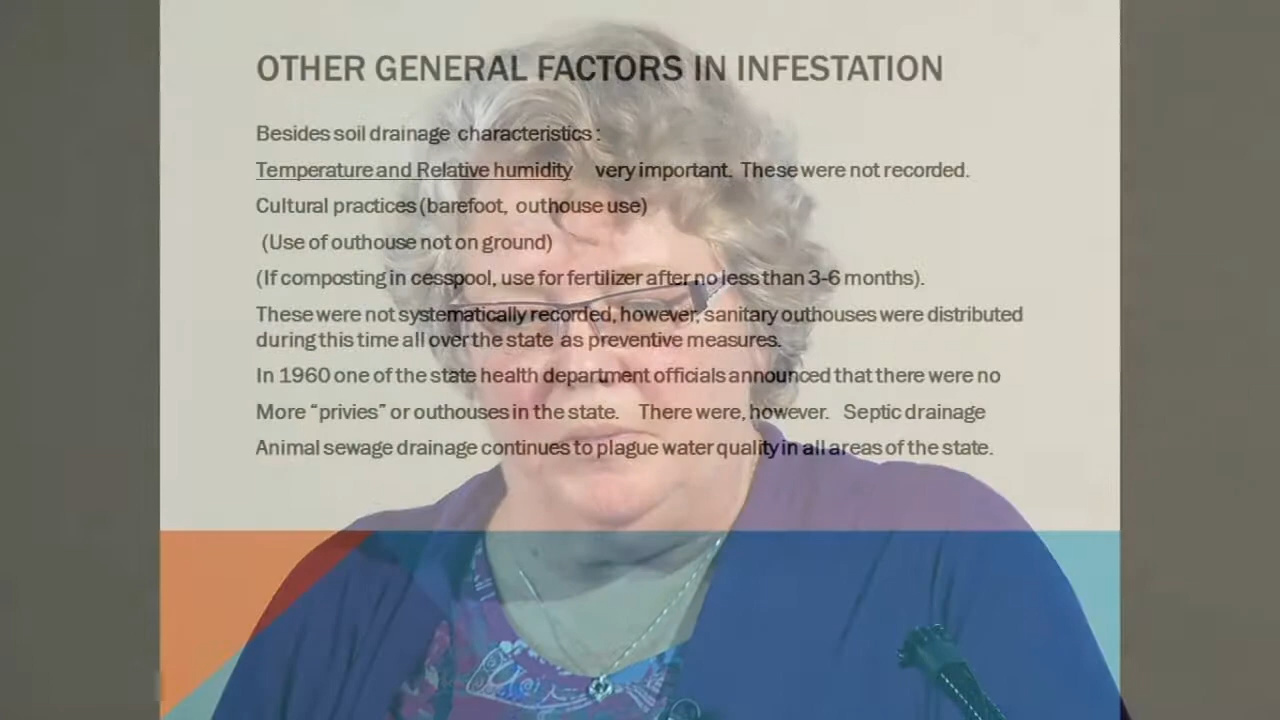 OTHER GENERAL FACTORS IN INFESTATION
Besides soil drainage characteristics :
Temperature and Relative humidity very important. These were not recorded.
Cultural practices (barefoot, outhouse use)
(Use of outhouse not on ground)
(If composting in cesspool, use for fertilizer after no less than 3-6 months).
These were not systematically recorded, however, sanitary outhouses were distributed
during this time all over the state as preventive measures.
In 1960 one of the state health department officials announced that there were no
More “privies” or outhouses in the state. There were, however. Septic drainage
Animal sewage drainage continues to plague water quality in all areas of the state.